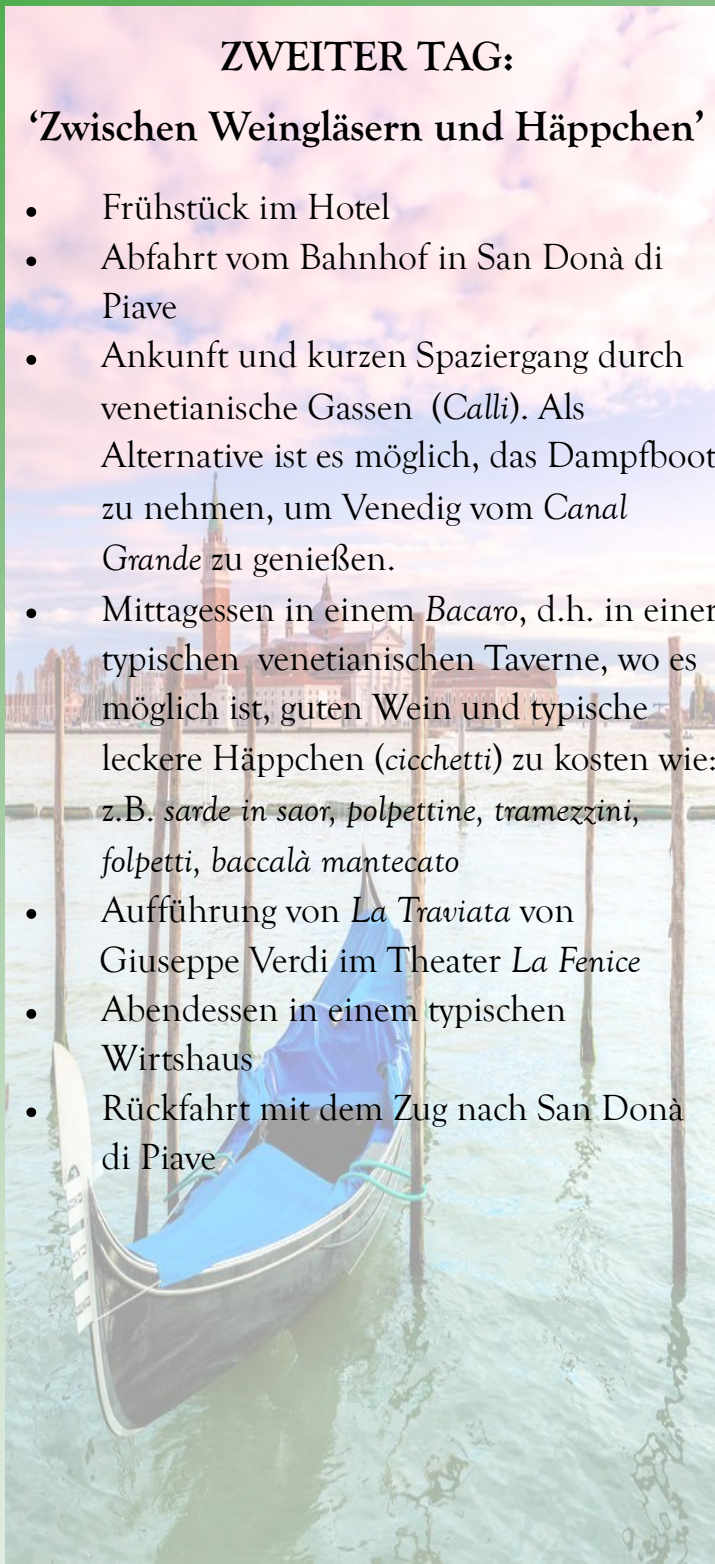 ZWEITER TAG:
‘Zwischen Weingläsern und Häppchen’
• Frühstück im Hotel
• Abfahrt vom Bahnhof in San Donà di
Piave
• Ankunft und kurzen Spaziergang durch
venetianische Gassen (Calli). Als
Alternative ist es möglich, das Dampfboot
zu nehmen, um Venedig vom Canal
Grande zu genießen.
• Mittagessen in einem Bacaro, d.h. in einer
typischen venetianischen Taverne, wo es
möglich ist, guten Wein und typische
leckere Häppchen (cicchetti) zu kosten wie:
z.B. sarde in saor, polpettine, tramezzini,
folpetti, baccalà mantecato
• Aufführung von La Traviata von
Giuseppe Verdi im Theater La Fenice
• Abendessen in einem typischen
Wirtshaus
• Rückfahrt mit dem Zug nach San Donà
di Piave